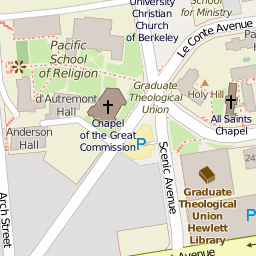 University
Christian
Church
of Berkeley
School
for Ministry
Le Conte Avenue
Pacific
School
of Religion
d'Autremont
Hall
Graduate
Theological
Union
Holy Hill
Anderson
Hall
Chapel
of the Great
Commission
All Saints
Chapel
P
Scenic Avenue
Arch Street
Graduate
Theological
Union
Hewlett
Library
Avenue